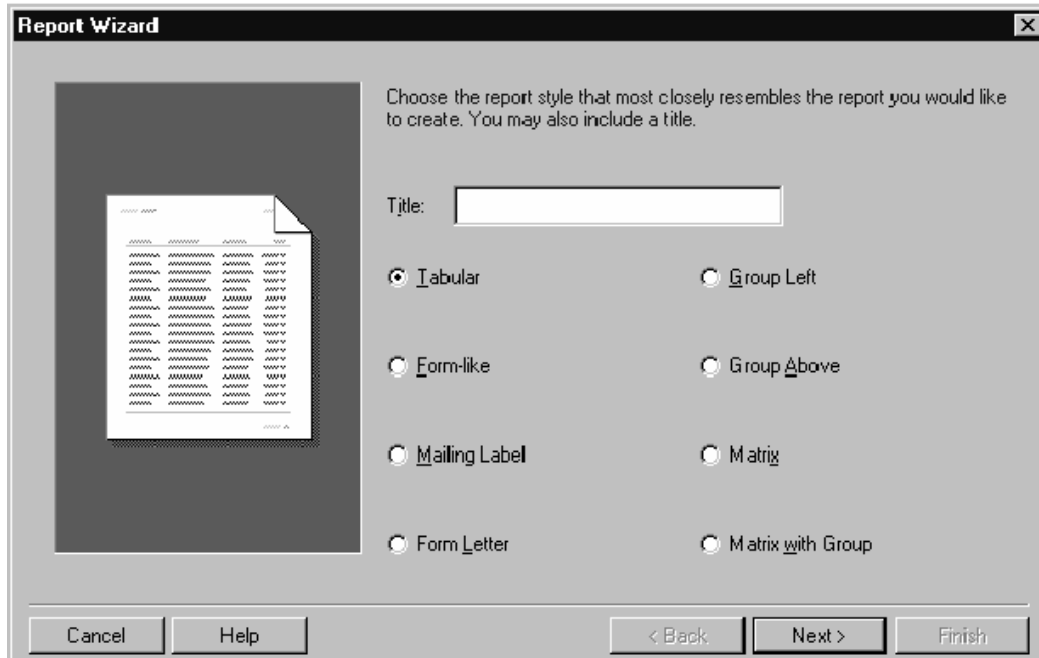 Report Wizard
Choose the report style that most closely resembles the report you would like
to create. You may also include a title.
Title:
Tabular
Group Left
Form-like
Group Above
Mailing Label
Matrix
Form Letter
Matrix with Group
Cancel
Help
< Back
Next >
Finish